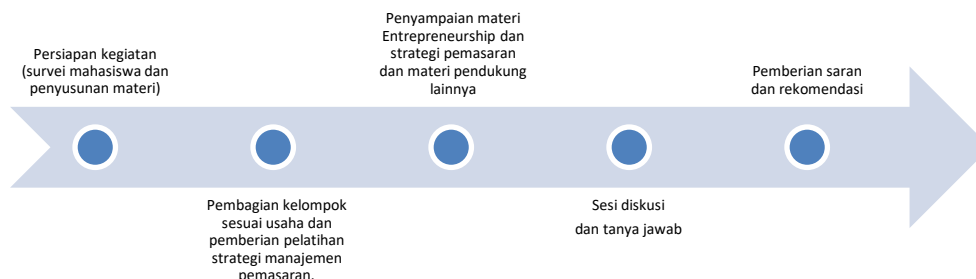 Persiapan kegiatan
(survei mahasiswa dan
penyusunan materi)
Pembagian kelompok
sesuai usaha dan
pemberian pelatihan
strategi manajemen
pemasaran.
Penyampaian materi
Entrepreneurship dan
strategi pemasaran
dan materi pendukung
lainnya
Sesi diskusi
dan tanya jawab
Pemberian saran
dan rekomendasi